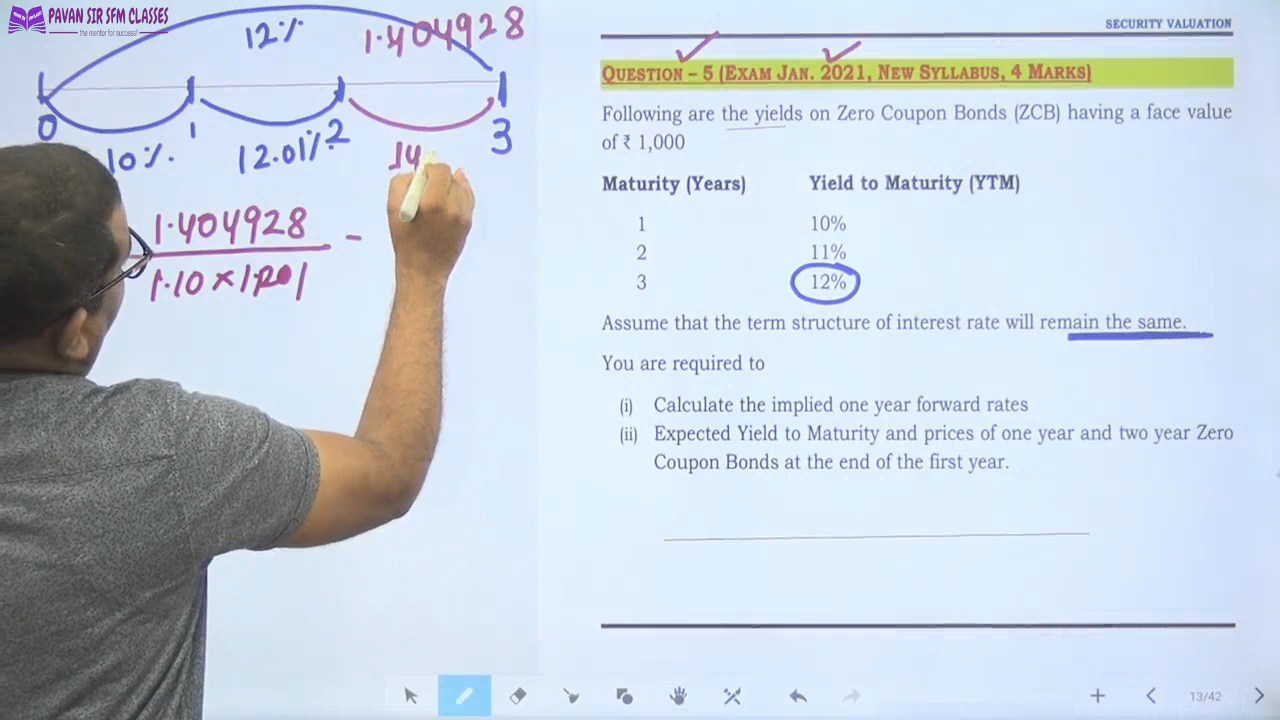 PAVAN SIR SFM CLASSES
the mentor for success!
12%
1.404928
0
1
2
3
10%.
12.01%
14
1.404928
1.10 × 1.1201
SECURITY VALUATION
QUESTION – 5 (EXAM JAN. 2021, NEW SYLLABUS, 4 MARKS)
Following are the yields on Zero Coupon Bonds (ZCB) having a face value
of ₹ 1,000
Maturity (Years) Yield to Maturity (YTM)
1 10%
2 11%
3 12%
Assume that the term structure of interest rate will remain the same.
You are required to
(i) Calculate the implied one year forward rates
(ii) Expected Yield to Maturity and prices of one year and two year Zero
Coupon Bonds at the end of the first year.
13/42